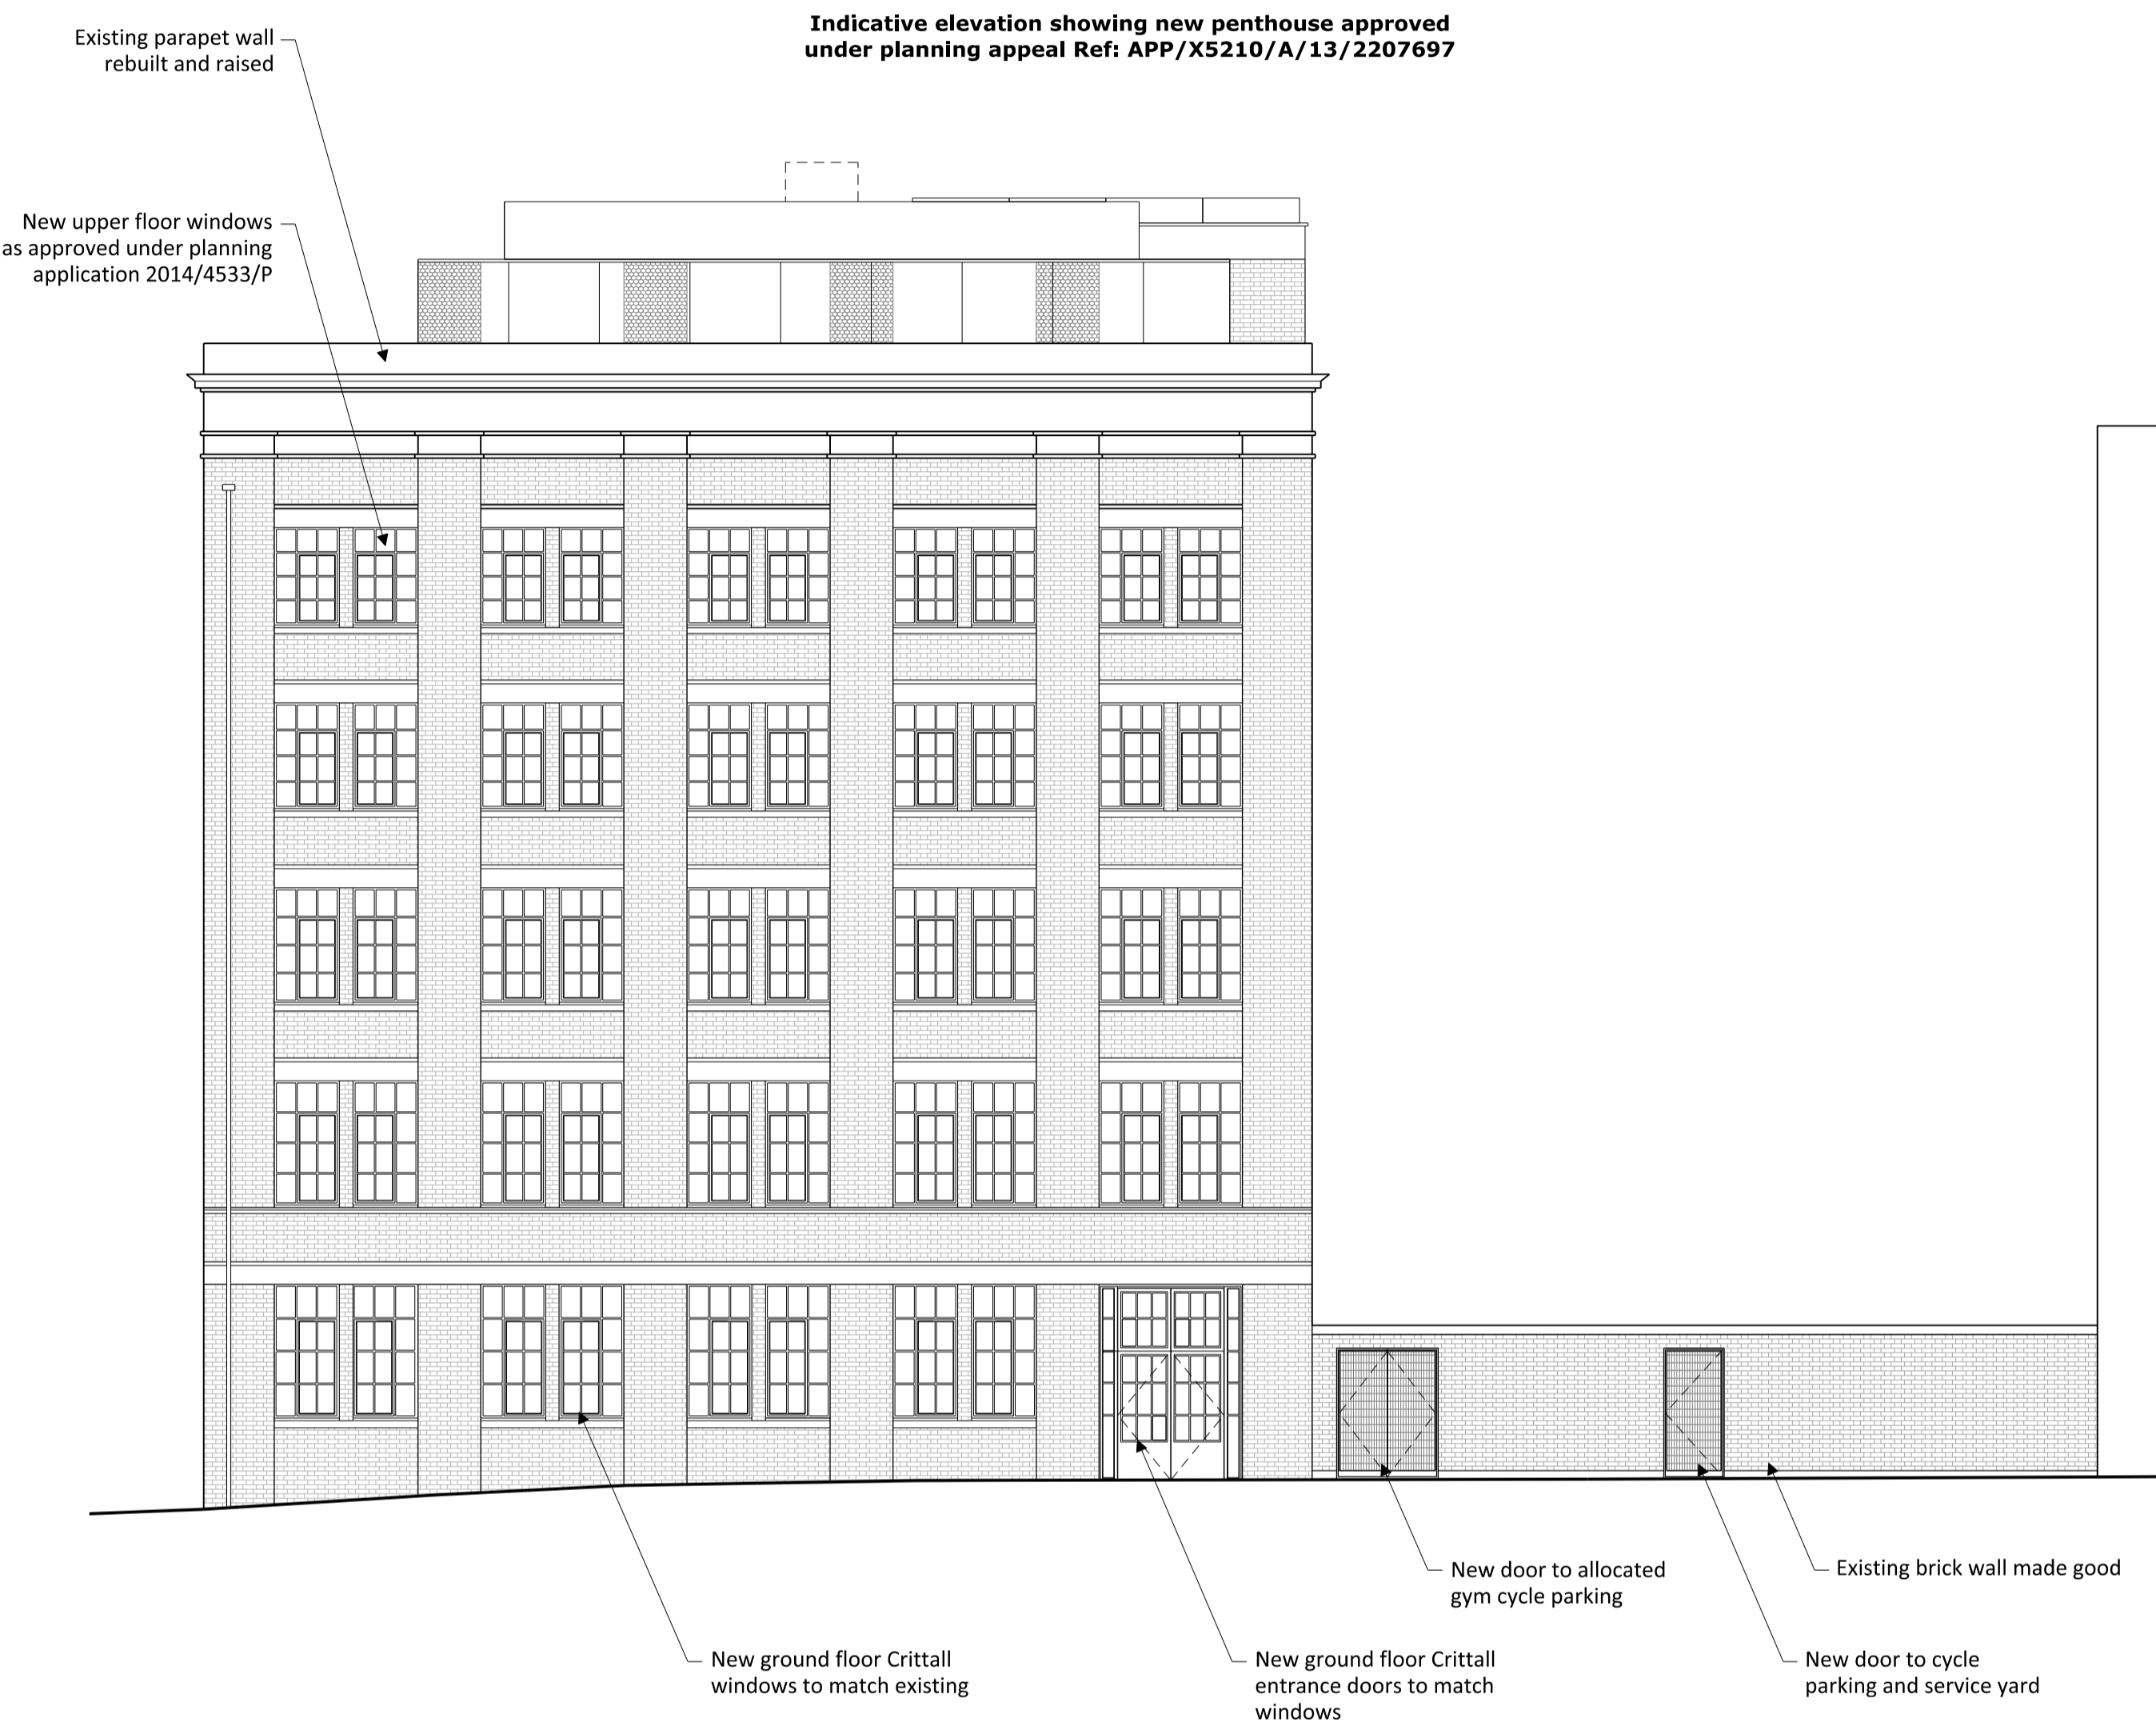 Indicative elevation showing new penthouse approved
under planning appeal Ref: APP/X5210/A/13/2207697
Existing parapet wall
rebuilt and raised
New upper floor windows
as approved under planning
application 2014/4533/P
New door to allocated
gym cycle parking
Existing brick wall made good
New ground floor Crittall
windows to match existing
New ground floor Crittall
entrance doors to match
windows
New door to cycle
parking and service yard